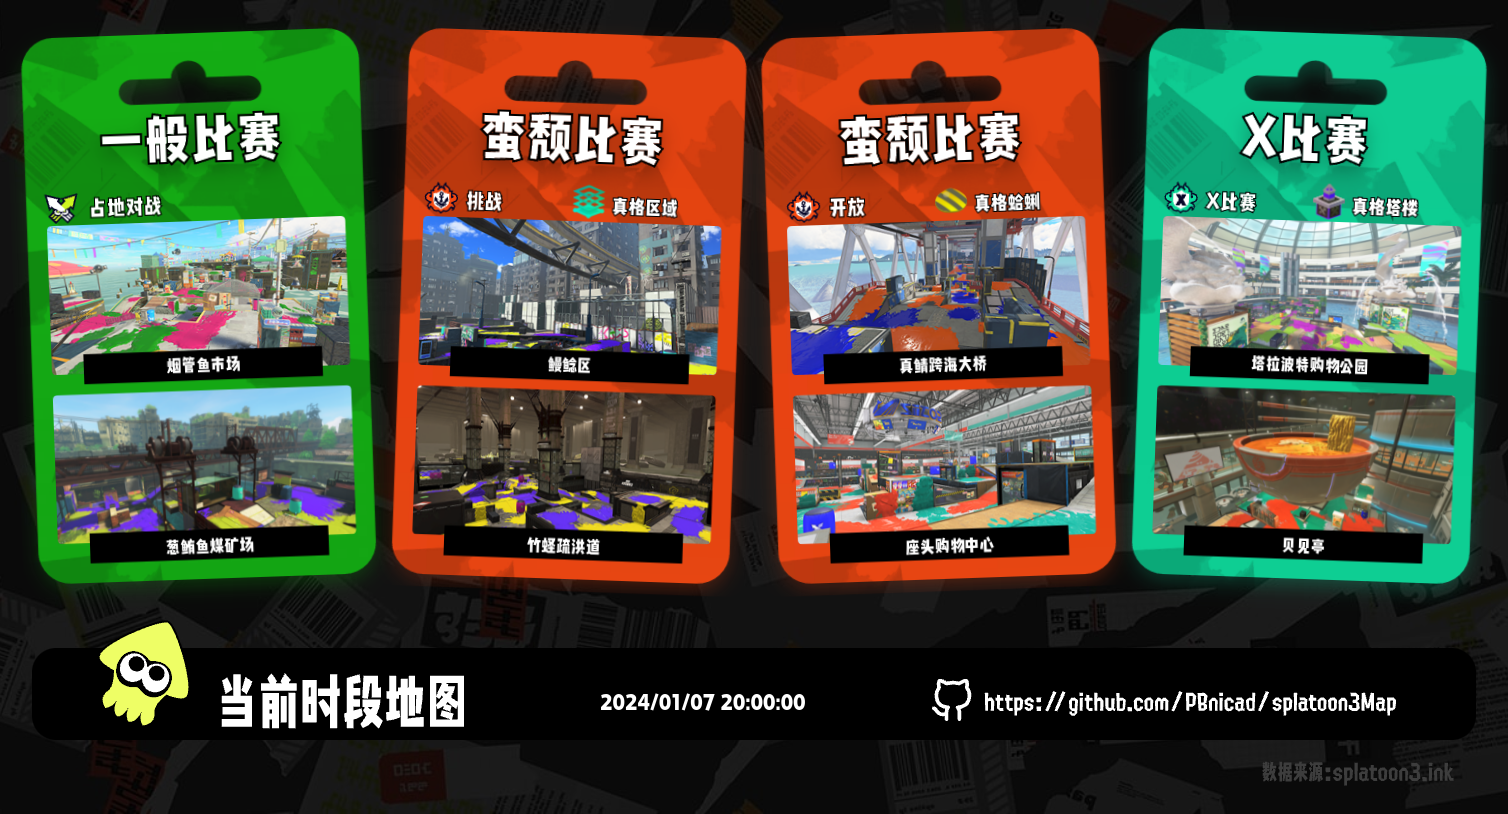 一般比赛
占地对战
烟管鱼市场
葱鲔鱼煤矿场
蛮颓比赛
挑战
真格区域
鳗鲶区
竹蛏疏洪道
蛮颓比赛
开放
真格蛤蜊
真鲭跨海大桥
座头购物中心
X比赛
X比赛
真格塔楼
塔拉波特购物公园
贝见亭
当前时段地图
2024/01/07 20:00:00
https://github.com/PBnicad/splatoon3Map
数据来源:splatoon3.ink